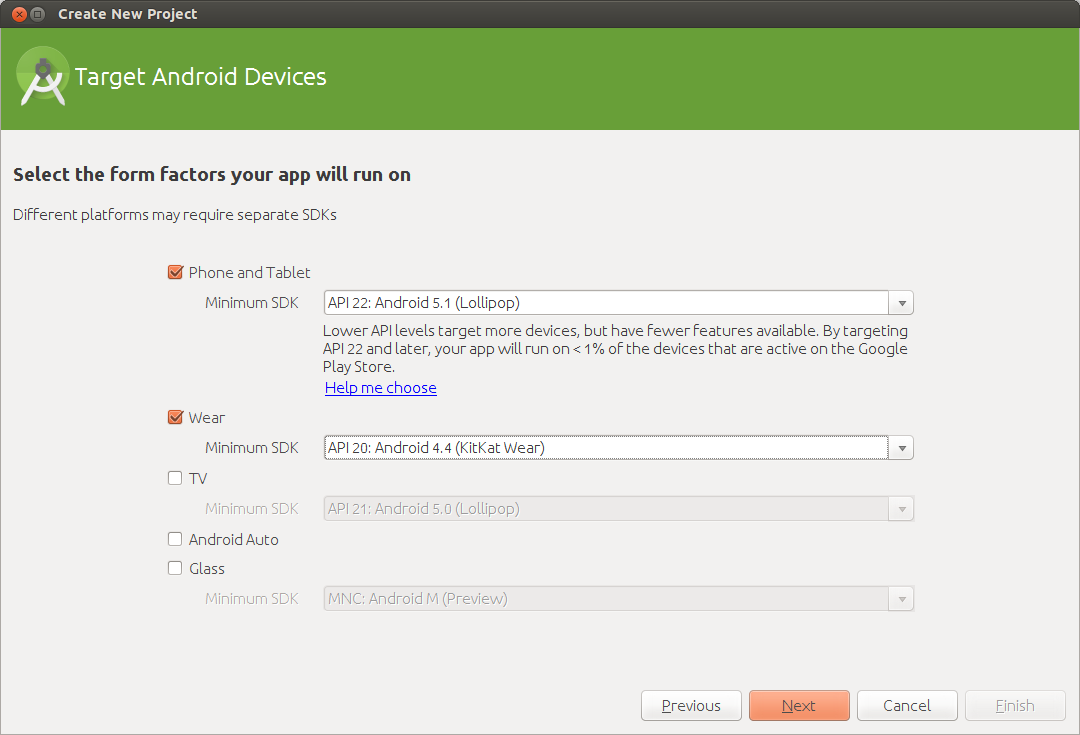 Create New Project
Target Android Devices
Select the form factors your app will run on
Different platforms may require separate SDKs
Phone and Tablet
Minimum SDK API 22: Android 5.1 (Lollipop)
Lower API levels target more devices, but have fewer features available. By targeting
API 22 and later, your app will run on < 1% of the devices that are active on the Google
Play Store.
Help me choose
Wear
Minimum SDK API 20: Android 4.4 (KitKat Wear)
TV
Minimum SDK API 21: Android 5.0 (Lollipop)
Android Auto
Glass
Minimum SDK MNC: Android M (Preview)
Previous Next Cancel Finish